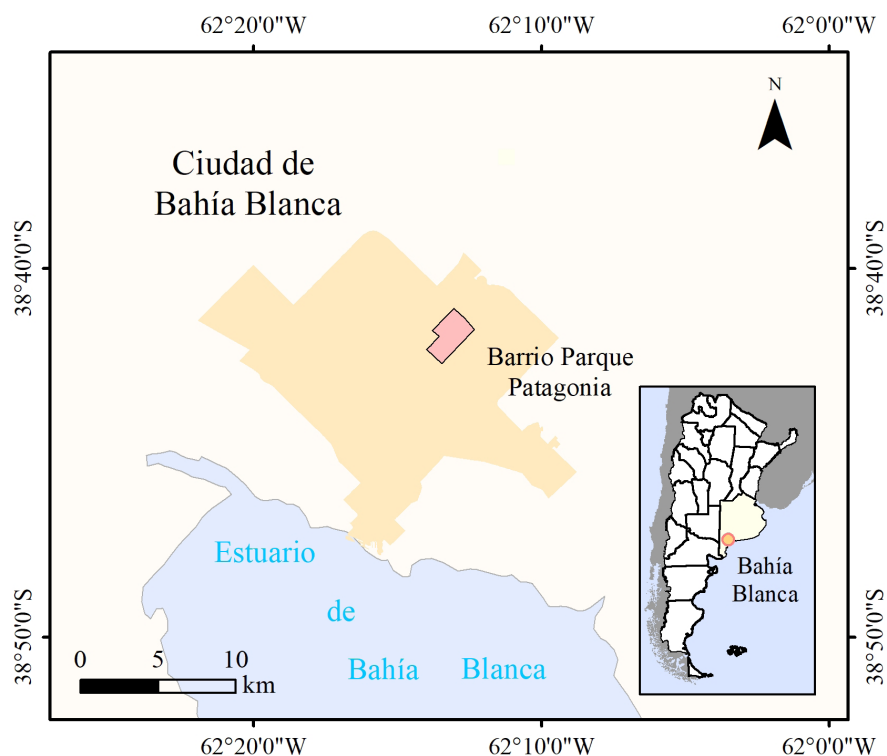 62°20'0"W 62°10'0"W 62°0'0"W
N
Ciudad de
Bahía Blanca
38°40'0"S 38°40'0"S
Barrio Parque
Patagonia
Estuario
de
Bahía Blanca
Bahía
Blanca
38°50'0"S 38°50'0"S
0 5 10
km
62°20'0"W 62°10'0"W 62°0'0"W